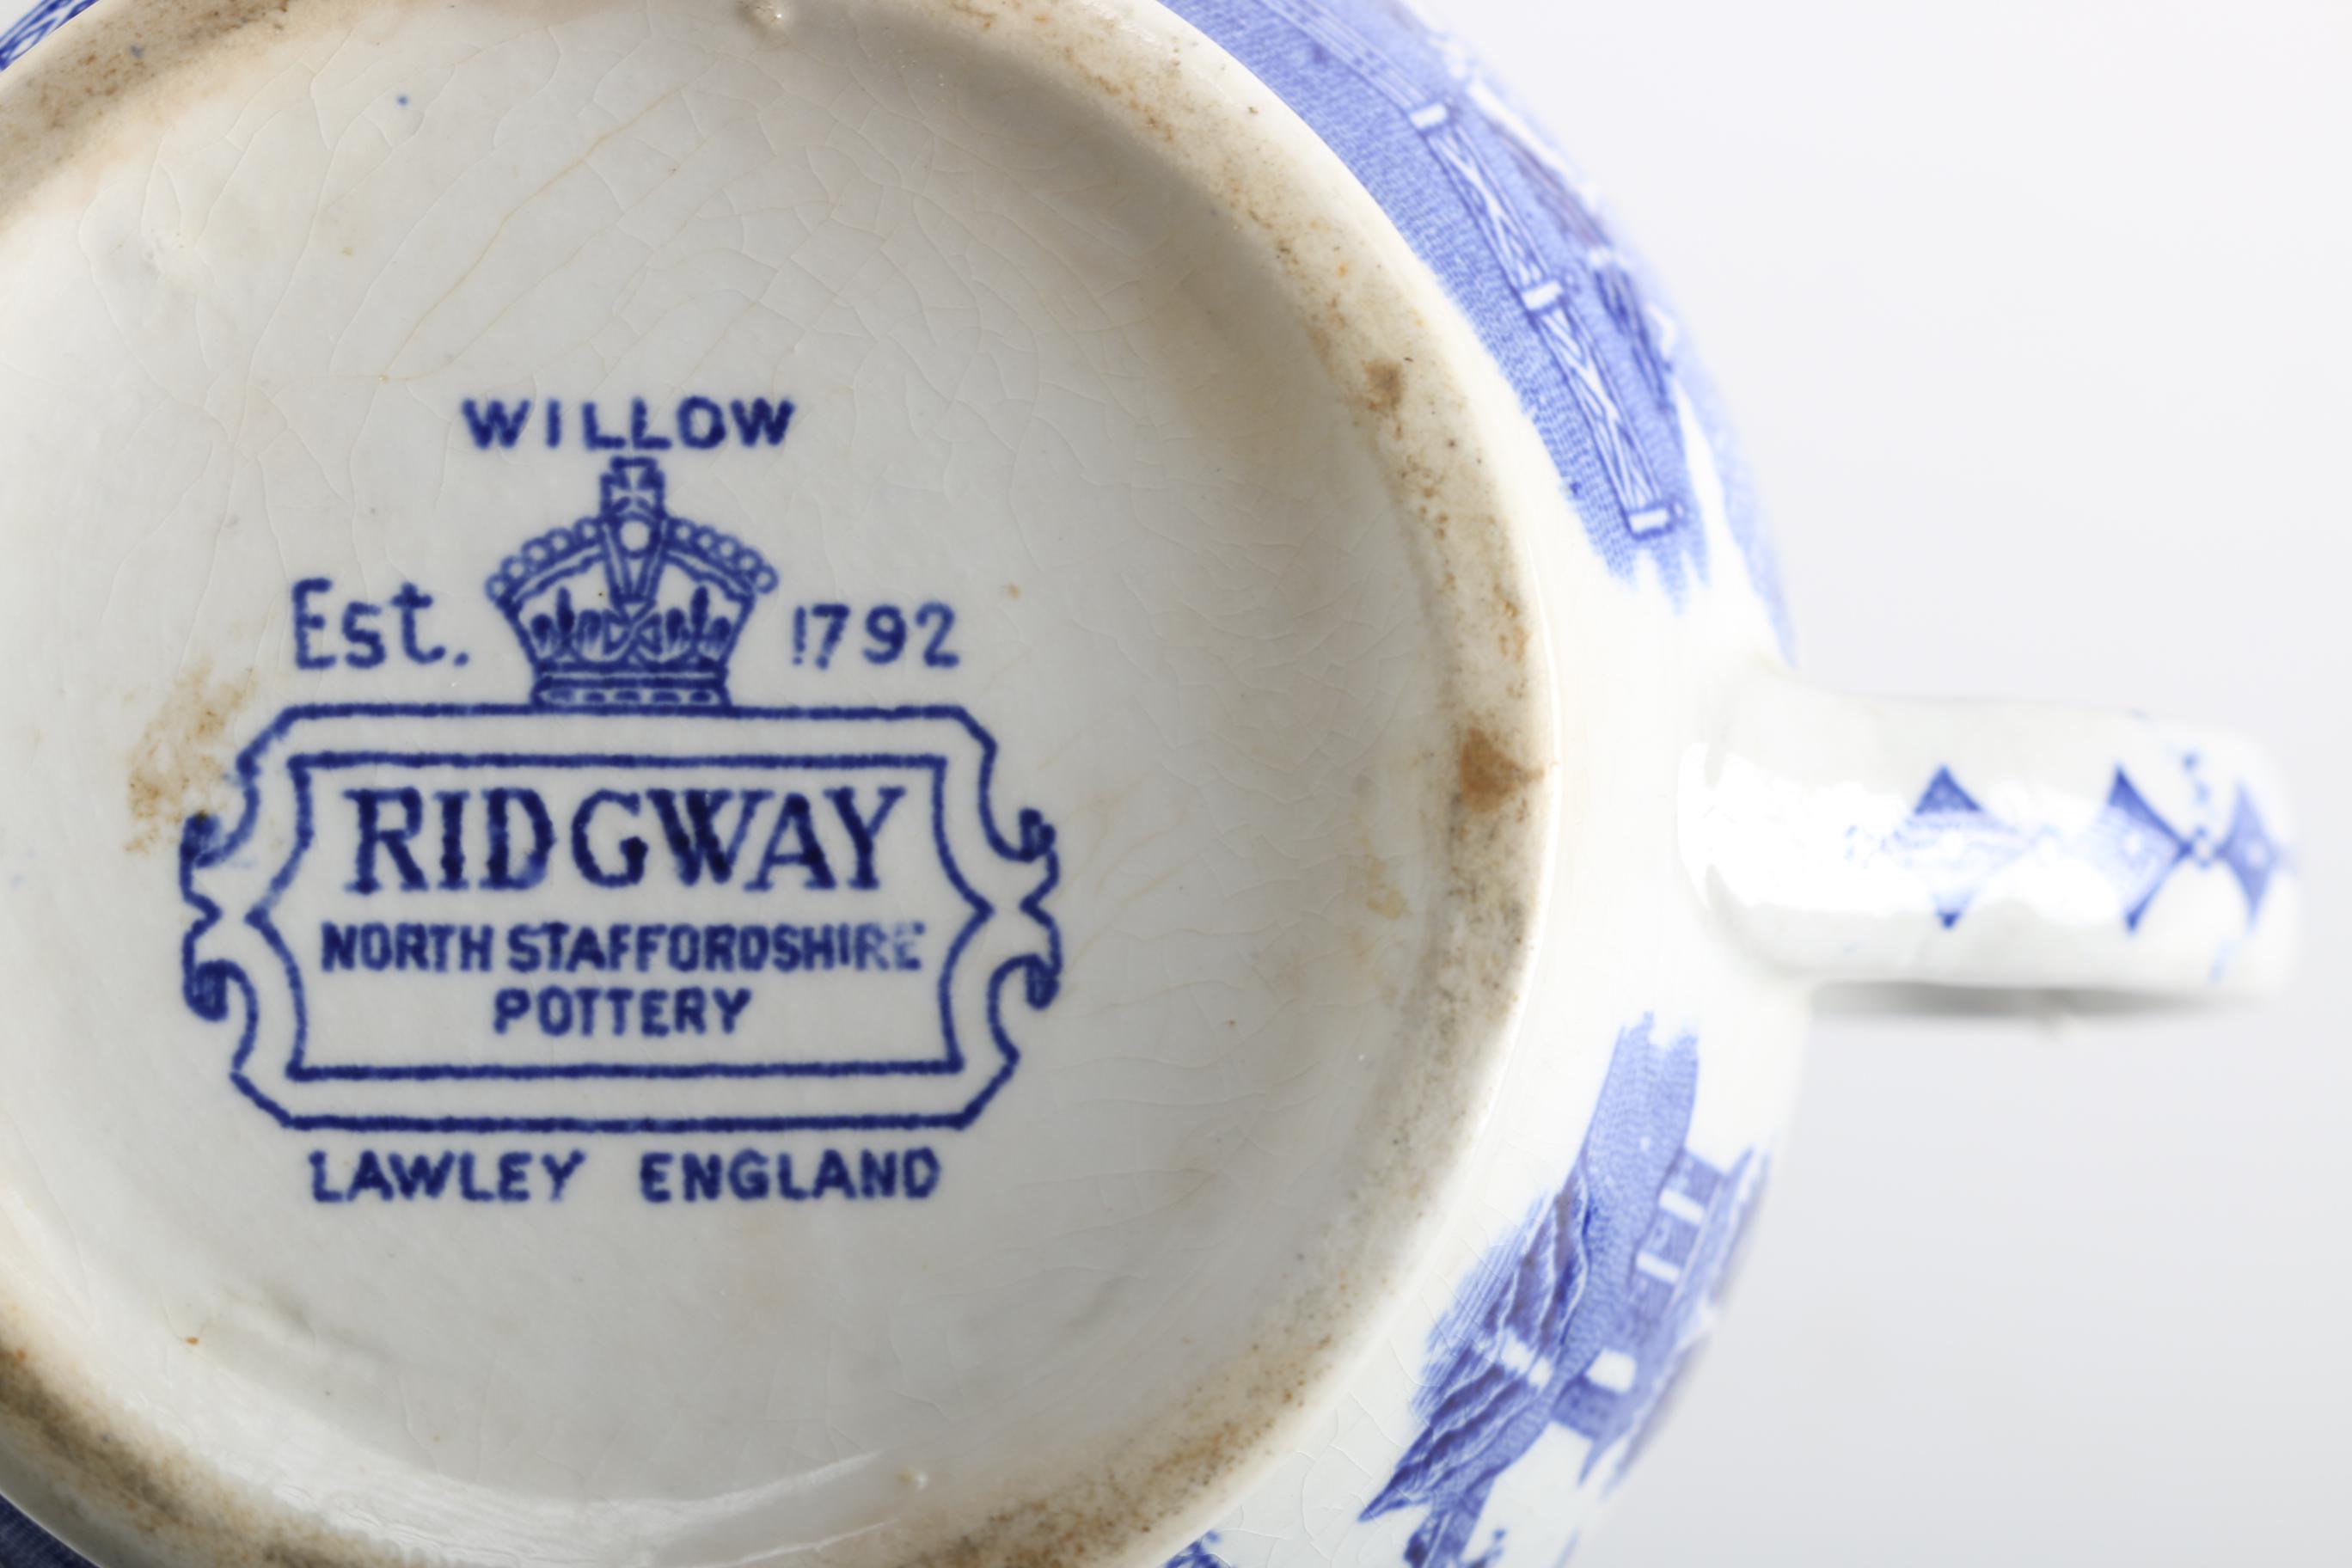 WILLOW
Est. 1792
RIDGWAY
NORTH STAFFORDSHIRE
POTTERY
LAWLEY ENGLAND